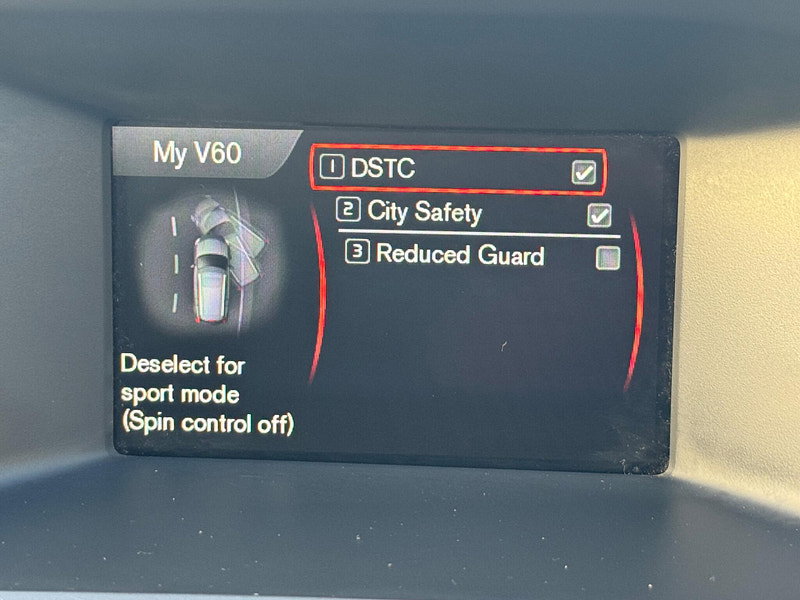 My V60
1 DSTC
2 City Safety
3 Reduced Guard
Deselect for
sport mode
(Spin control off)